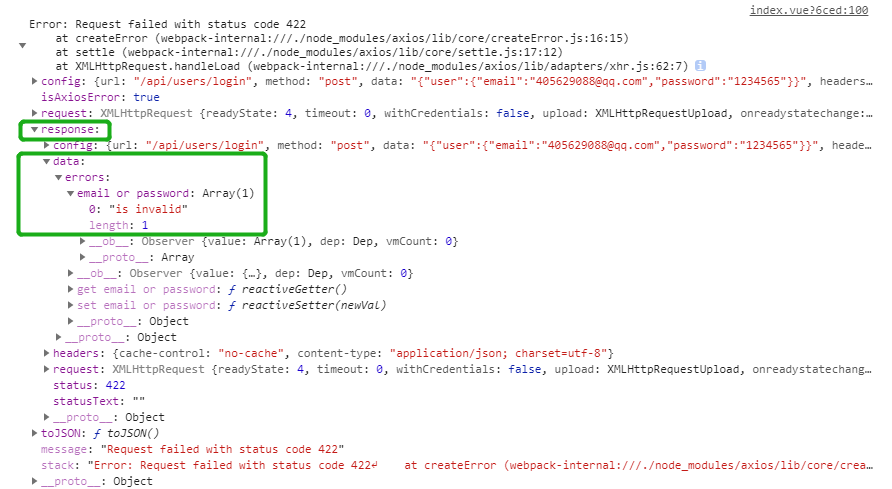 index.vue?6ced:100
Error: Request failed with status code 422
at createError (webpack-internal:///./node_modules/axios/lib/core/createError.js:16:15)
at settle (webpack-internal:///./node_modules/axios/lib/core/settle.js:17:12)
at XMLHttpRequest.handleLoad (webpack-internal:///./node_modules/axios/lib/adapters/xhr.js:62:7) i
config: {url: "/api/users/login", method: "post", data: "{"user":{"email":"405629088@qq.com","password":"1234565"}}", headers…
isAxiosError: true
request: XMLHttpRequest {readyState: 4, timeout: 0, withCredentials: false, upload: XMLHttpRequestUpload, onreadystatechange:…
response:
config: {url: "/api/users/login", method: "post", data: "{"user":{"email":"405629088@qq.com","password":"1234565"}}", heade…
data:
errors:
email or password: Array(1)
0: "is invalid"
length: 1
__ob__: Observer {value: Array(1), dep: Dep, vmCount: 0}
__proto__: Array
__ob__: Observer {value: {…}, dep: Dep, vmCount: 0}
get email or password: ƒ reactiveGetter()
set email or password: ƒ reactiveSetter(newVal)
__proto__: Object
__proto__: Object
headers: {cache-control: "no-cache", content-type: "application/json; charset=utf-8"}
request: XMLHttpRequest {readyState: 4, timeout: 0, withCredentials: false, upload: XMLHttpRequestUpload, onreadystatechang…
status: 422
statusText: ""
__proto__: Object
toJSON: ƒ toJSON()
message: "Request failed with status code 422"
stack: "Error: Request failed with status code 422↵    at createError (webpack-internal:///./node_modules/axios/lib/core/crea…
__proto__: Object